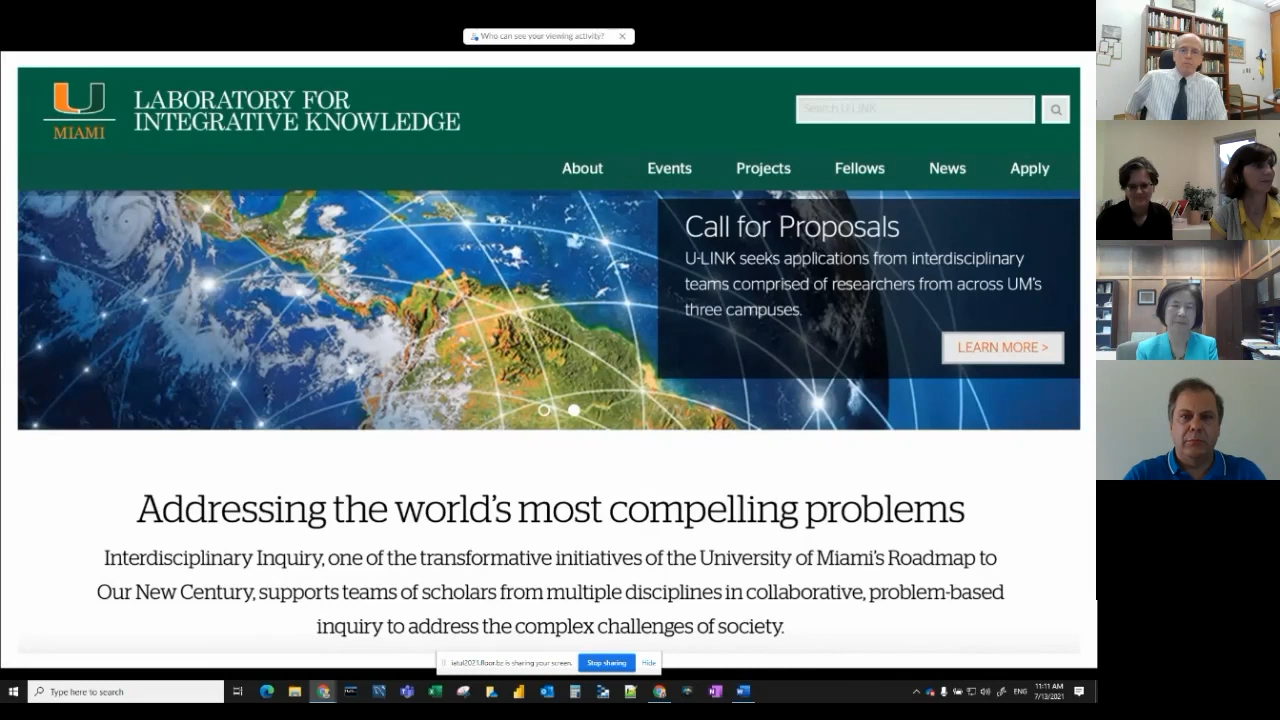 Who can see your viewing activity?
U
MIAMI
LABORATORY FOR
INTEGRATIVE KNOWLEDGE
Search U-LINK
About Events Projects Fellows News Apply
Call for Proposals
U-LINK seeks applications from interdisciplinary
teams comprised of researchers from across UM's
three campuses.
LEARN MORE >
Addressing the world's most compelling problems
Interdisciplinary Inquiry, one of the transformative initiatives of the University of Miami's Roadmap to
Our New Century, supports teams of scholars from multiple disciplines in collaborative, problem-based
inquiry to address the complex challenges of society.
iatul2021.floor.bz is sharing your screen. Stop sharing Hide
Type here to search
ENG
11:11 AM
7/13/2021